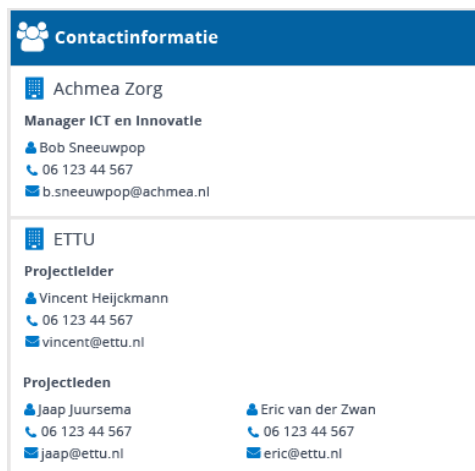 Contactinformatie
Achmea Zorg
Manager ICT en Innovatie
Bob Sneeuwpop
06 123 44 567
b.sneeuwpop@achmea.nl
ETTU
Projectleider
Vincent Heijckmann
06 123 44 567
vincent@ettu.nl
Projectleden
Jaap Juursema Eric van der Zwan
06 123 44 567 06 123 44 567
jaap@ettu.nl eric@ettu.nl